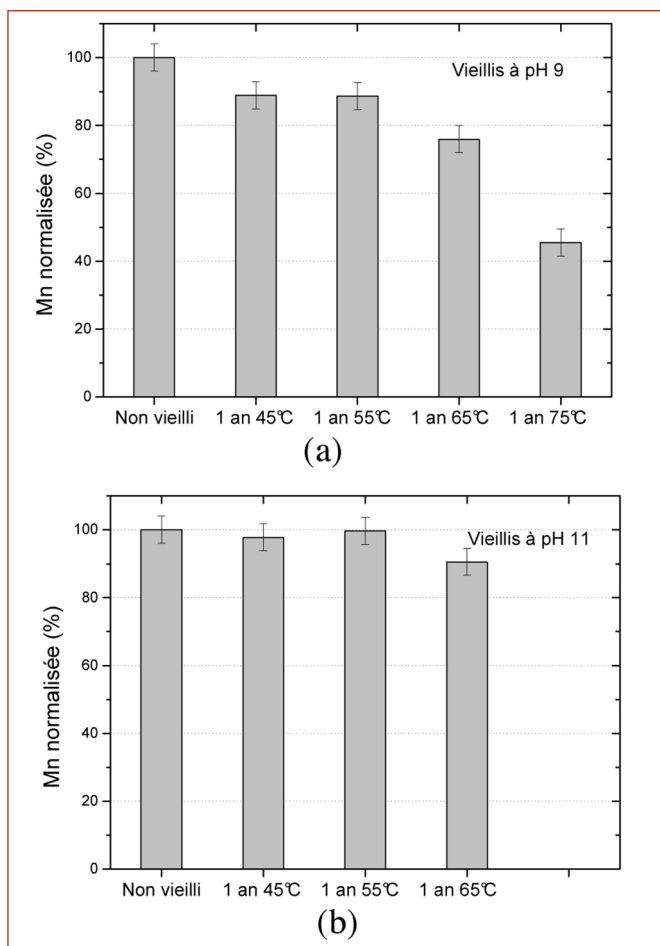 Mn normalisée (%)
100
80
60
40
20
0
Vieillis à pH 9
Non vieilli 1 an 45°C 1 an 55°C 1 an 65°C 1 an 75°C
(a)
Mn normalisée (%)
100
80
60
40
20
0
Vieillis à pH 11
Non vieilli 1 an 45°C 1 an 55°C 1 an 65°C
(b)